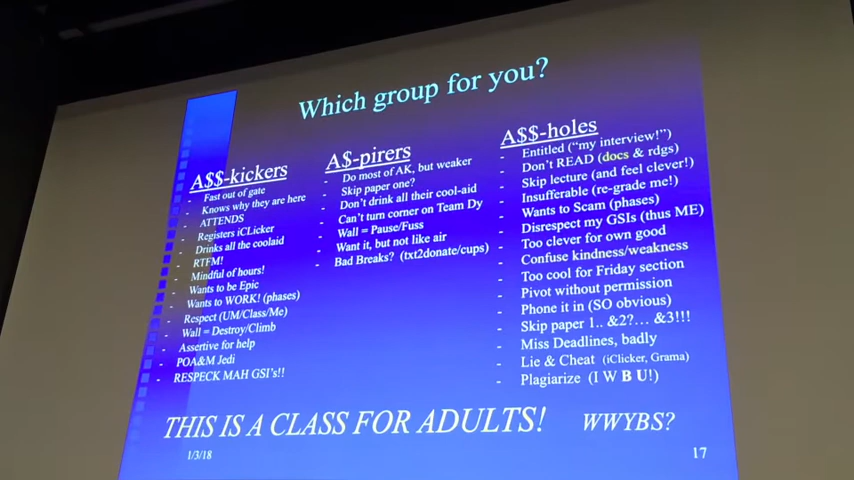 Which group for you?
A$$-kickers
- Fast out of gate
- Knows why they are here
- ATTENDS
- Registers iCLicker
- Drinks all the coolaid
- RTFM!
- Mindful of hours!
- Wants to be Epic
- Wants to WORK! (phases)
- Respect (UM/Class/Me)
- Wall = Destroy/Climb
- Assertive for help
- POA&M Jedi
- RESPECK MAH GSI's!!
A$-pirers
- Do most of AK, but weaker
- Skip paper one?
- Don't drink all their cool-aid
- Can't turn corner on Team Dy
- Wall = Pause/Fuss
- Want it, but not like air
- Bad Breaks? (txt2donate/cups)
A$$-holes
- Entitled ("my interview!")
- Don't READ (docs & rdgs)
- Skip lecture (and feel clever!)
- Insufferable (re-grade me!)
- Wants to Scam (phases)
- Disrespect my GSIs (thus ME)
- Too clever for own good
- Confuse kindness/weakness
- Too cool for Friday section
- Pivot without permission
- Phone it in (SO obvious)
- Skip paper 1.. &2?... &3!!!
- Miss Deadlines, badly
- Lie & Cheat (iClicker, Grama)
- Plagiarize (I W B U!)
THIS IS A CLASS FOR ADULTS! WWYBS?
1/3/18
17